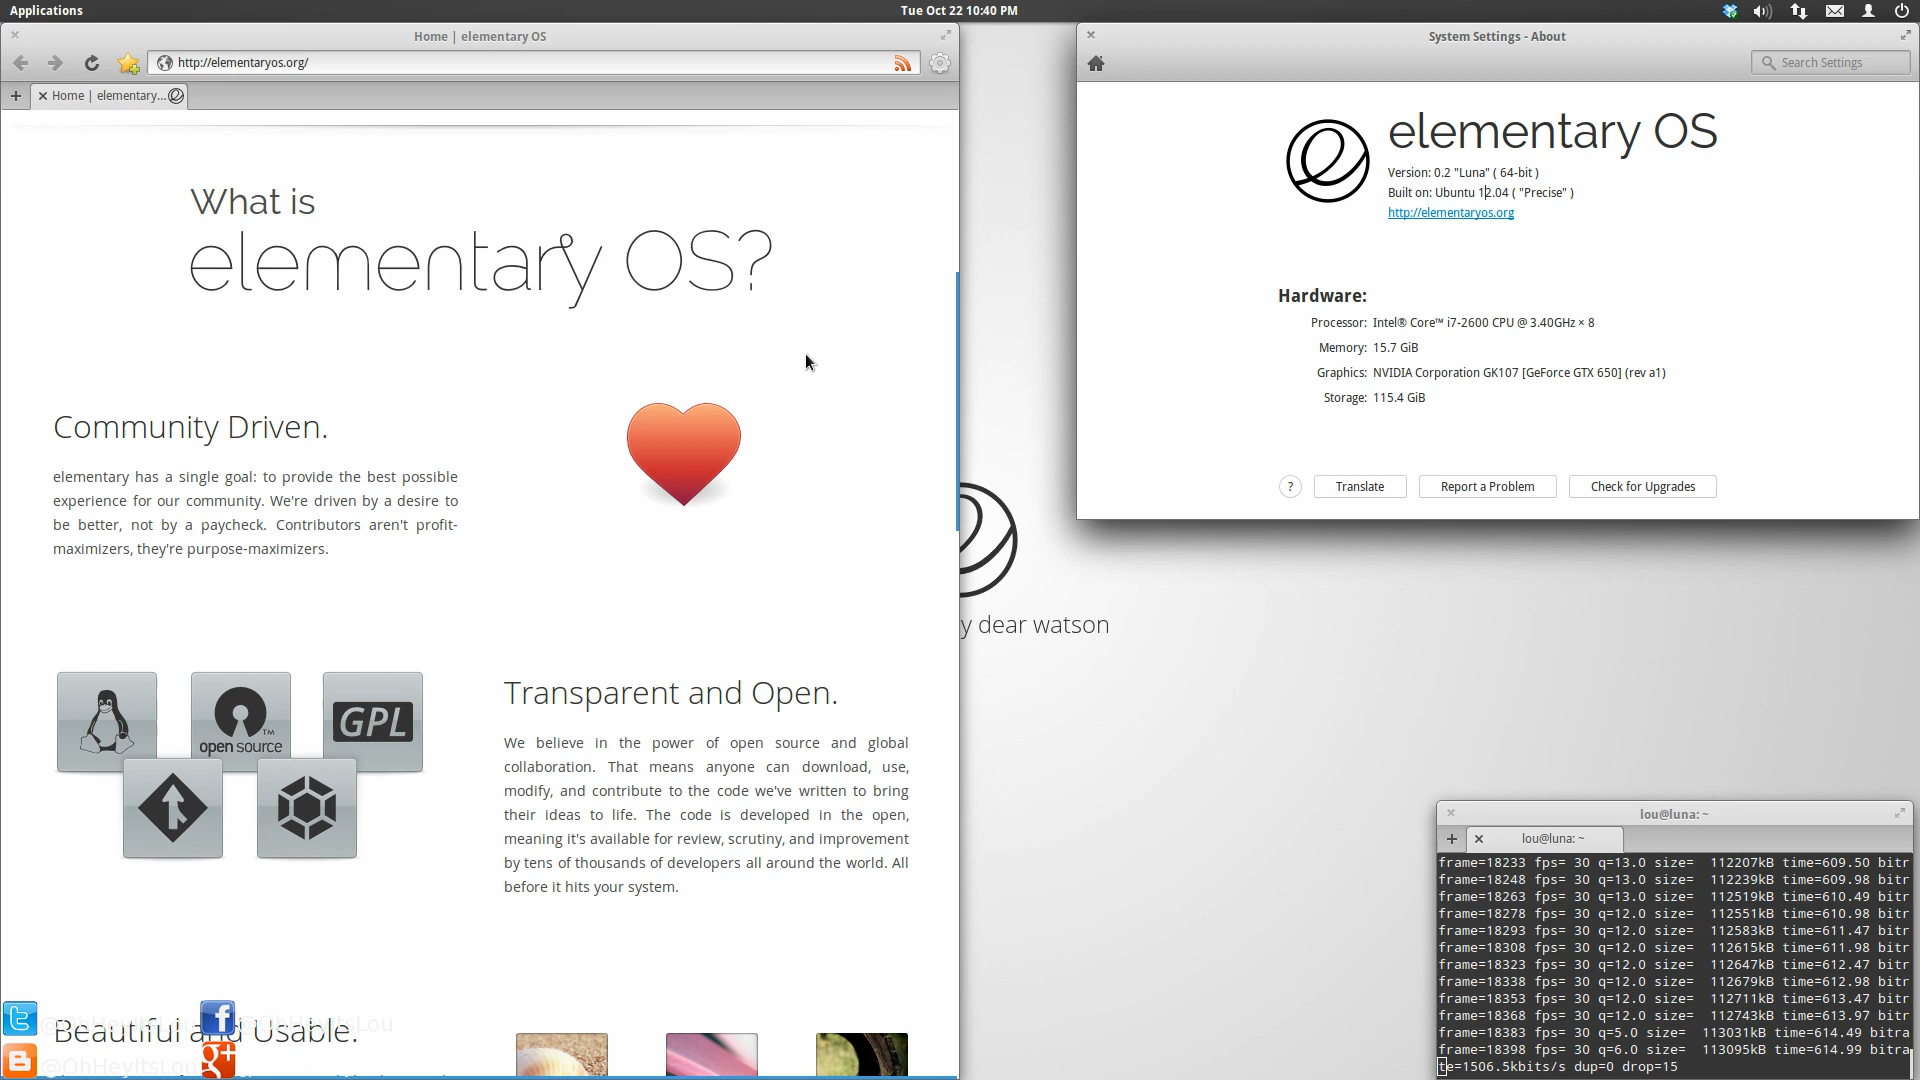 Applications
Tue Oct 22 10:40 PM
Home | elementary OS
http://elementaryos.org/
Home | elementary...
What is
elementary OS?
Community Driven.
elementary has a single goal: to provide the best possible
experience for our community. We're driven by a desire to
be better, not by a paycheck. Contributors aren't profit-
maximizers, they're purpose-maximizers.
open source
TM
GPL
Transparent and Open.
We believe in the power of open source and global
collaboration. That means anyone can download, use,
modify, and contribute to the code we've written to bring
their ideas to life. The code is developed in the open,
meaning it's available for review, scrutiny, and improvement
by tens of thousands of developers all around the world. All
before it hits your system.
Beautiful and Usable.
@OhHeyItsLou
@OhHeyItsLou
@OhHeyItsLou
y dear watson
System Settings - About
Search Settings
elementary OS
Version: 0.2 "Luna" ( 64-bit )
Built on: Ubuntu 12.04 ( "Precise" )
http://elementaryos.org
Hardware:
Processor: Intel® Core™ i7-2600 CPU @ 3.40GHz × 8
Memory: 15.7 GiB
Graphics: NVIDIA Corporation GK107 [GeForce GTX 650] (rev a1)
Storage: 115.4 GiB
?
Translate
Report a Problem
Check for Upgrades
lou@luna: ~
lou@luna: ~
frame=18233 fps= 30 q=13.0 size=  112207kB time=609.50 bitr
frame=18248 fps= 30 q=13.0 size=  112239kB time=609.98 bitr
frame=18263 fps= 30 q=13.0 size=  112519kB time=610.49 bitr
frame=18278 fps= 30 q=12.0 size=  112551kB time=610.98 bitr
frame=18293 fps= 30 q=12.0 size=  112583kB time=611.47 bitr
frame=18308 fps= 30 q=12.0 size=  112615kB time=611.98 bitr
frame=18323 fps= 30 q=12.0 size=  112647kB time=612.47 bitr
frame=18338 fps= 30 q=12.0 size=  112679kB time=612.98 bitr
frame=18353 fps= 30 q=12.0 size=  112711kB time=613.47 bitr
frame=18368 fps= 30 q=12.0 size=  112743kB time=613.97 bitr
frame=18383 fps= 30 q=5.0 size=  113031kB time=614.49 bitra
frame=18398 fps= 30 q=6.0 size=  113095kB time=614.99 bitra
te=1506.5kbits/s dup=0 drop=15